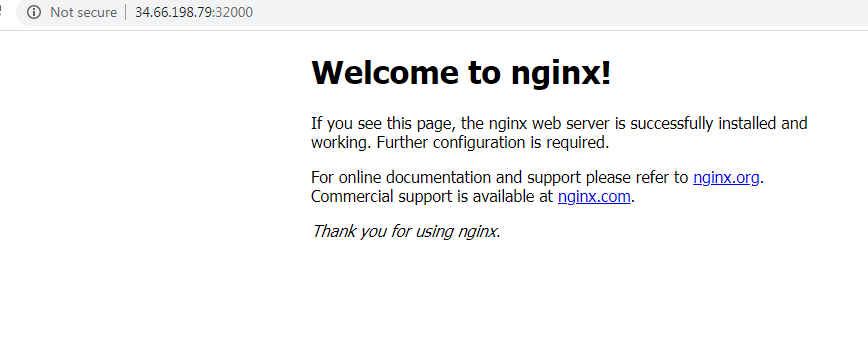 Not secure | 34.66.198.79:32000
Welcome to nginx!
If you see this page, the nginx web server is successfully installed and
working. Further configuration is required.
For online documentation and support please refer to nginx.org.
Commercial support is available at nginx.com.
Thank you for using nginx.